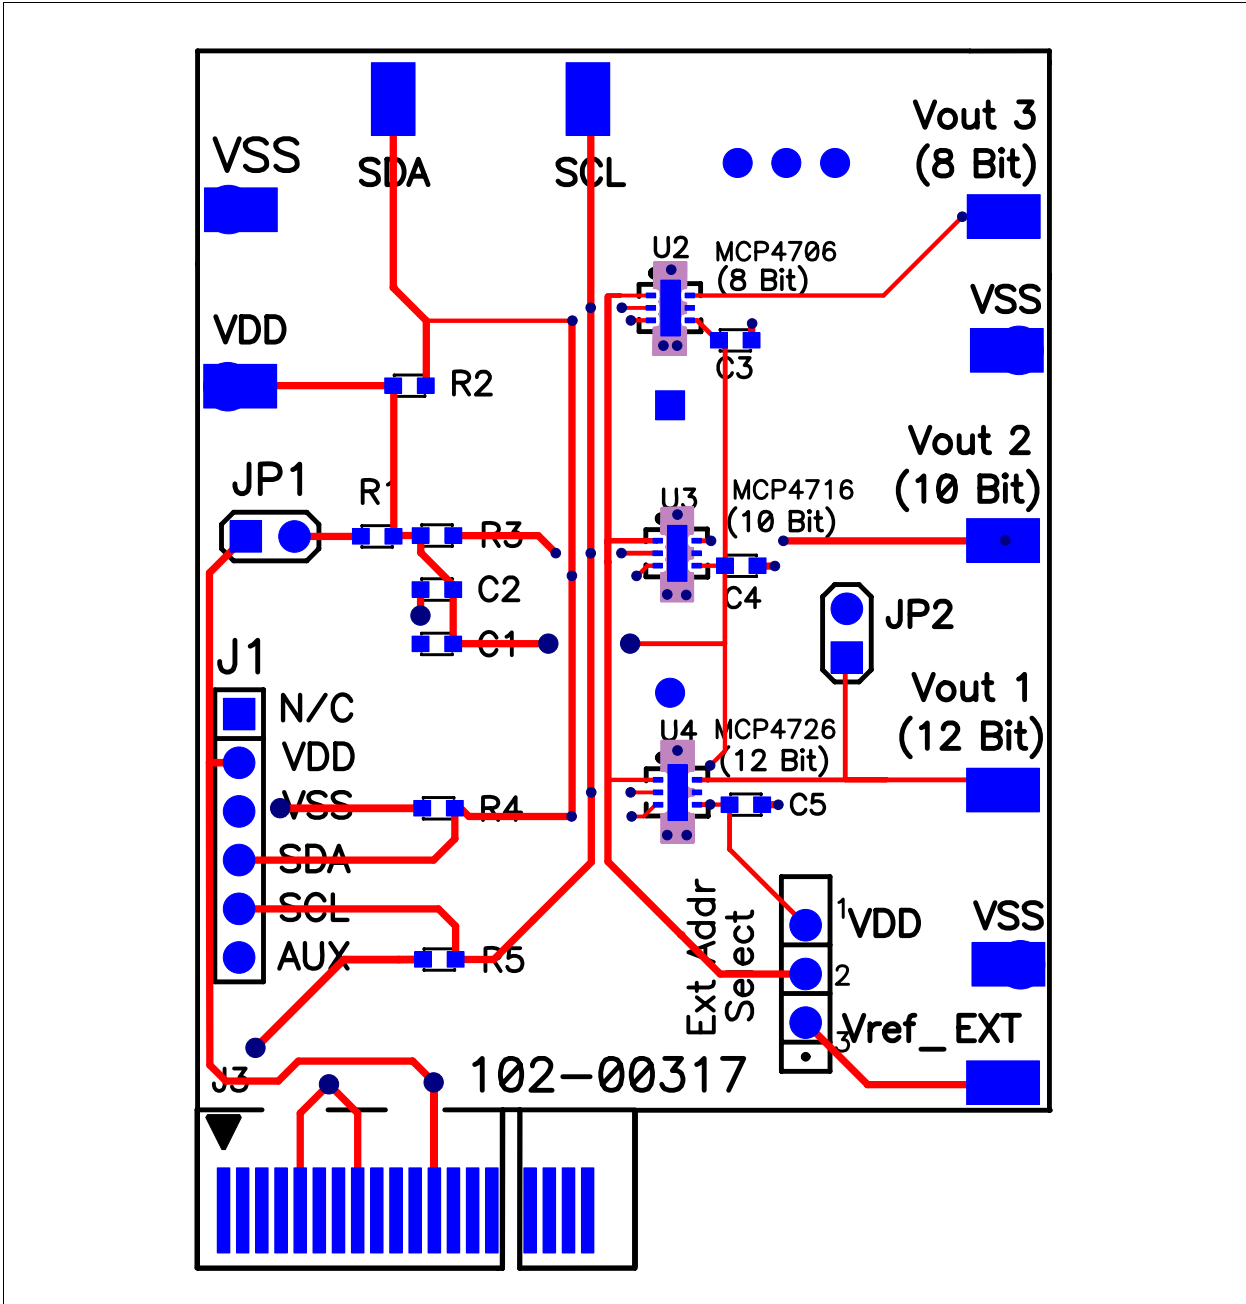 Vout 3
(8 Bit)
VSS
SDA
SCL
U2
MCP4706
(8 Bit)
VSS
VDD
C3
R2
Vout 2
(10 Bit)
JP1
R1
U3
MCP4716
(10 Bit)
R3
C2
C4
JP2
C1
J1
Vout 1
(12 Bit)
N/C
U4
MCP4726
(12 Bit)
VDD
VSS
R4
C5
SDA
SCL
AUX
R5
Ext Addr
Select
1
VDD
VSS
2
3
Vref_EXT
J3
102-00317